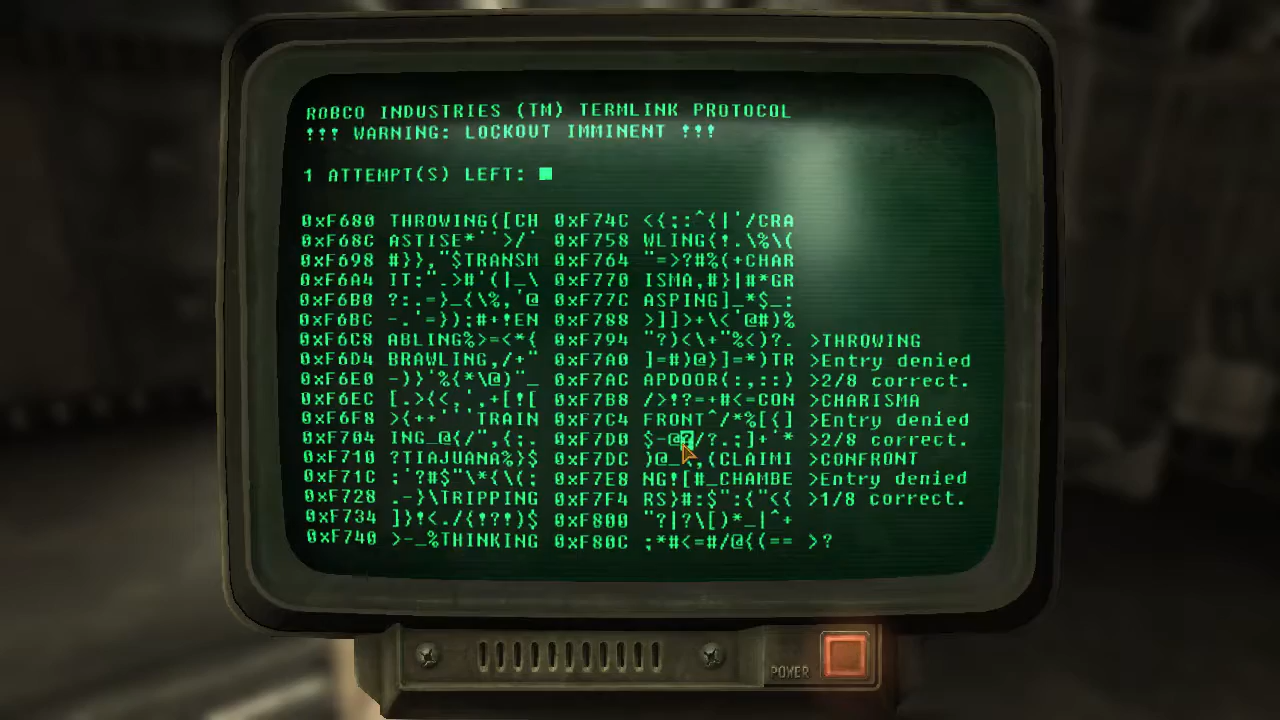 ROBCO INDUSTRIES (TM) TERMLINK PROTOCOL
!!! WARNING: LOCKOUT IMMINENT !!!
1 ATTEMPT(S) LEFT:
0xF680 THROWING([CH 0xF74C <{;:^{|'/CRA
0xF68C ASTISE*``>/` 0xF758 WLING{!.\%\(
0xF698 #}},"$TRANSM 0xF764 "=>?#%(+CHAR
0xF6A4 IT;".>#'(|_\ 0xF770 ISMA,#}|#*GR
0xF6B0 ?:.=}_{\%,'@ 0xF77C ASPING]_*$_:
0xF6BC -.'=});#+!EN 0xF788 >]]>+\<'@#)%
0xF6C8 ABLING%>=<*{ 0xF794 "?)<\+"%<)?. >THROWING
0xF6D4 BRAWLING,/+" 0xF7A0 ]=#)@}]=*)TR >Entry denied
0xF6E0 -)}'%{*\@)"_ 0xF7AC APDOOR(:,::) >2/8 correct.
0xF6EC [.>{<,',+[![ 0xF7B8 />!?=+#<=CON >CHARISMA
0xF6F8 >{++'``TRAIN 0xF7C4 FRONT^/*%[{] >Entry denied
0xF704 ING_@{/",{;. 0xF7D0 $-@?/?.;]+'* >2/8 correct.
0xF710 ?TIAJUANA%}$ 0xF7DC )@_\,(CLAIMI >CONFRONT
0xF71C :'?#$"\*{\(: 0xF7E8 NG![#_CHAMBE >Entry denied
0xF728 .-}\TRIPPING 0xF7F4 RS}#:$":{"<{ >1/8 correct.
0xF734 ]}!<./{!?!)$ 0xF800 "?|?\[)*_|^+
0xF740 >-_%THINKING 0xF80C ;*#<=#/@{(== >?
POWER